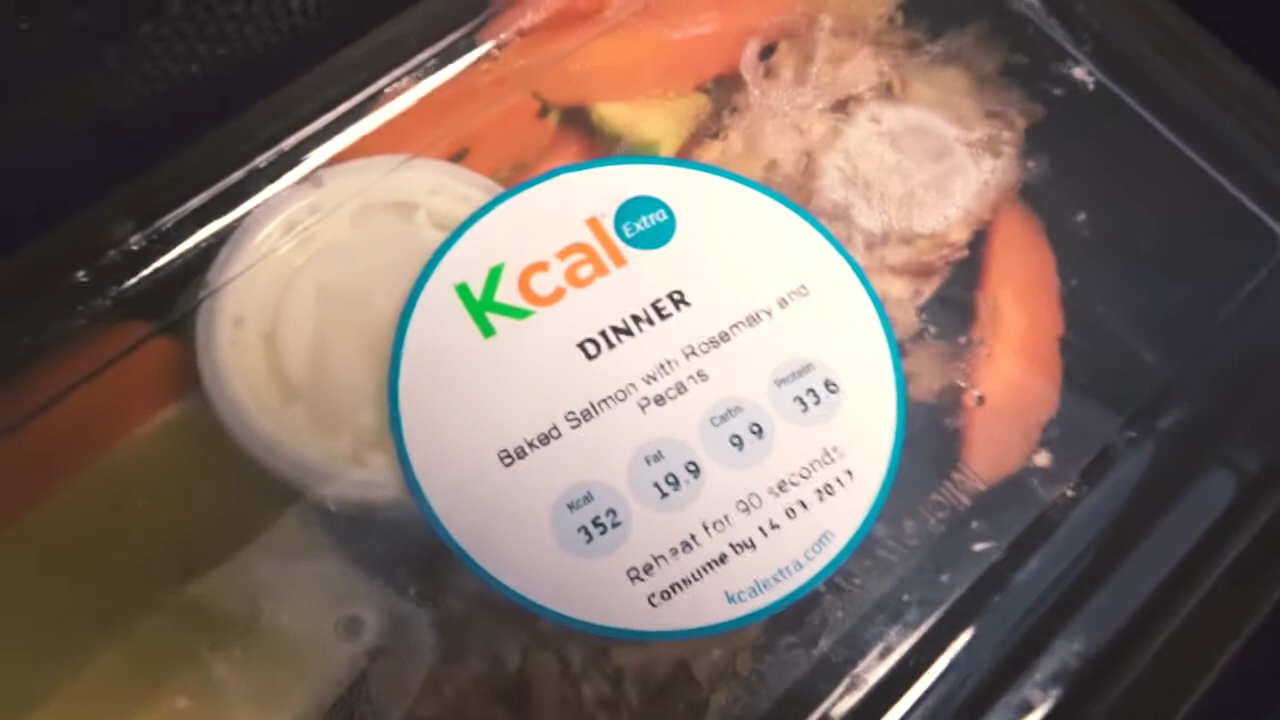 Kcal Extra
DINNER
Baked Salmon with Rosemary and
Pecans
Kcal
352
Fat
19.9
Carbs
9.9
Protein
33.6
Reheat for 90 seconds
Consume by 14 03 2017
kcalextra.com